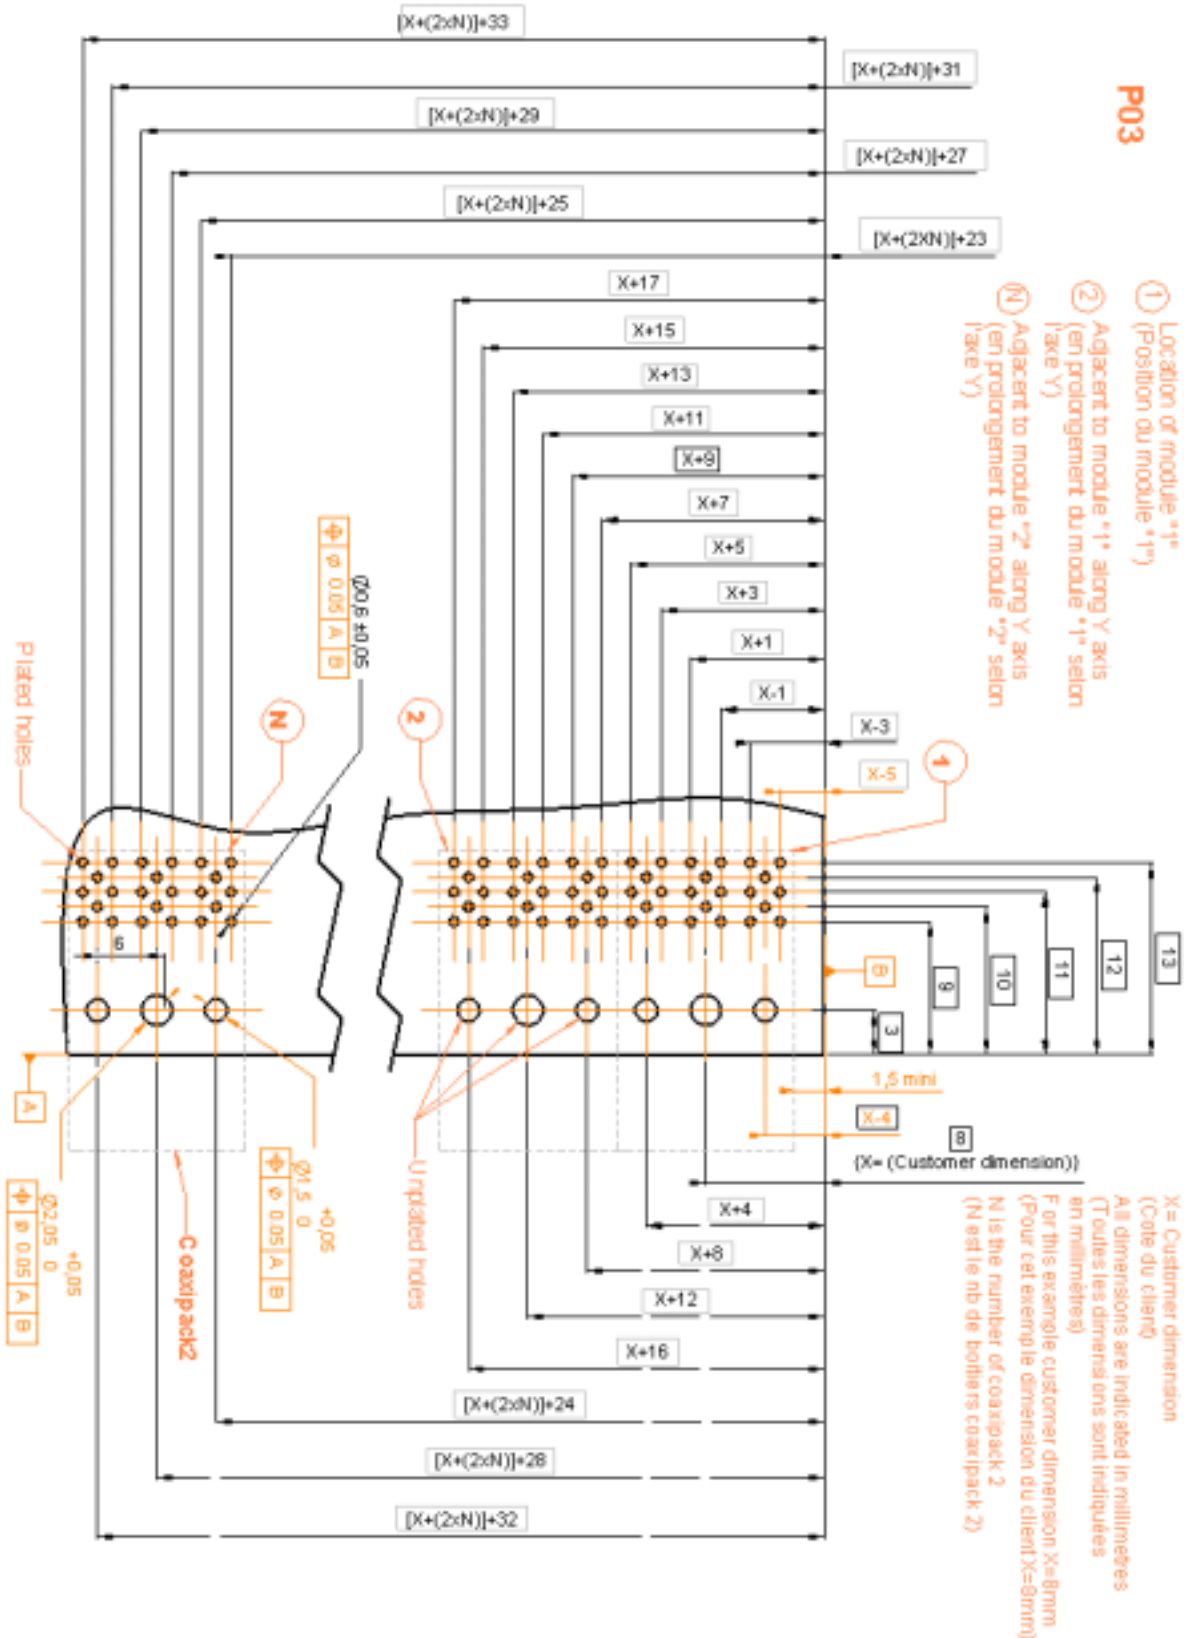 P03
1 Location of module "1"
(Position du module "1")
2 Adjacent to module "1" along Y axis
(en prolongement du module "1" selon
l'axe Y)
N Adjacent to module "2" along Y axis
(en prolongement du module "2" selon
l'axe Y)
[X+(2xN)]+33
[X+(2xN)]+31
[X+(2xN)]+29
[X+(2xN)]+27
[X+(2xN)]+25
[X+(2XN)]+23
X+17
X+15
X+13
X+11
X+9
X+7
X+5
X+3
X+1
X-1
X-3
X-5
Ø0,6 ±0,05
⌖ ø 0.05 A B
Plated holes
N
2
1
13
12
11
10
9
3
B
6
A
1,5 mini
X-4
8
{X= (Customer dimension)}
X+4
X+8
X+12
X+16
[X+(2xN)]+24
[X+(2xN)]+28
[X+(2xN)]+32
Unplated holes
Coaxipack2
+0,05
Ø1,5 0
⌖ ø 0.05 A B
+0,05
Ø2,05 0
⌖ ø 0.05 A B
X= Customer dimension
(Cote du client)
All dimensions are indicated in millimetres
(Toutes les dimensions sont indiquées
en millimètres)
For this example customer dimension X=8mm
(Pour cet exemple dimension du client X=8mm)
N is the number of coaxipack 2
(N est le nb de boîtiers coaxipack 2)